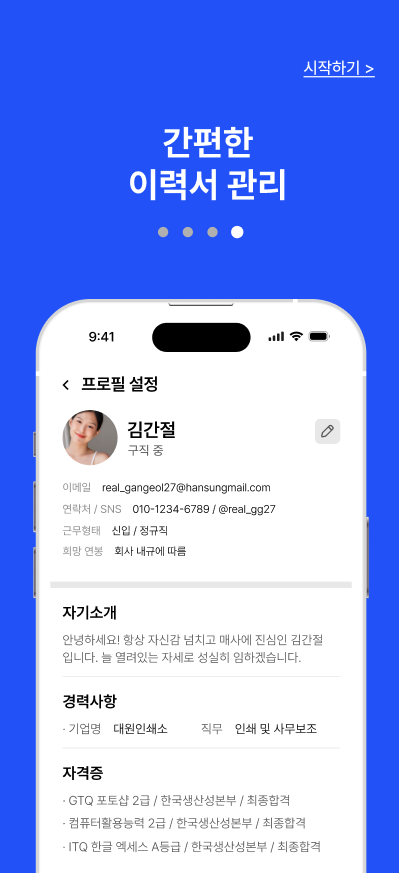 시작하기 >
간편한
이력서 관리
9:41
프로필 설정
김간절
구직 중
이메일 real_gangeol27@hansungmail.com
연락처 / SNS 010-1234-6789 / @real_gg27
근무형태 신입 / 정규직
희망 연봉 회사 내규에 따름
자기소개
안녕하세요! 항상 자신감 넘치고 매사에 진심인 김간절
입니다. 늘 열려있는 자세로 성실히 임하겠습니다.
경력사항
· 기업명 대원인쇄소 직무 인쇄 및 사무보조
자격증
· GTQ 포토샵 2급 / 한국생산성본부 / 최종합격
· 컴퓨터활용능력 2급 / 한국생산성본부 / 최종합격
· ITQ 한글 엑세스 A등급 / 한국생산성본부 / 최종합격